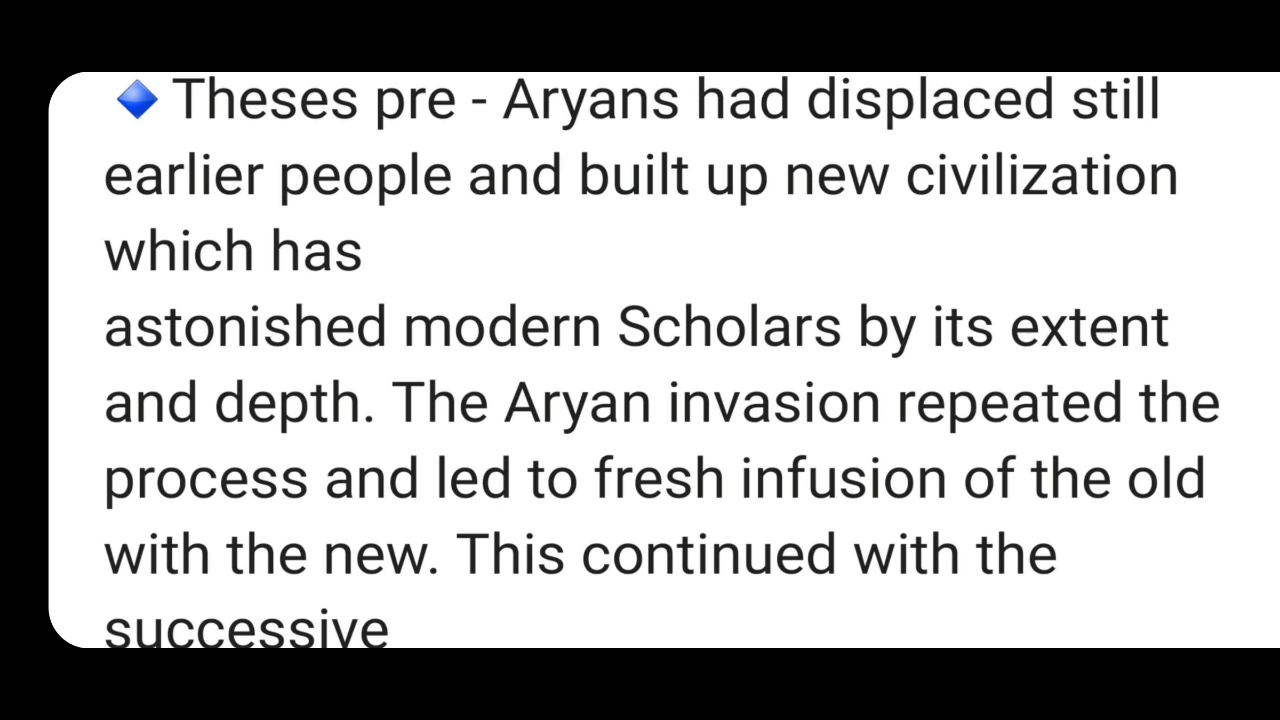 🔹 Theses pre - Aryans had displaced still
earlier people and built up new civilization
which has
astonished modern Scholars by its extent
and depth. The Aryan invasion repeated the
process and led to fresh infusion of the old
with the new. This continued with the
successive